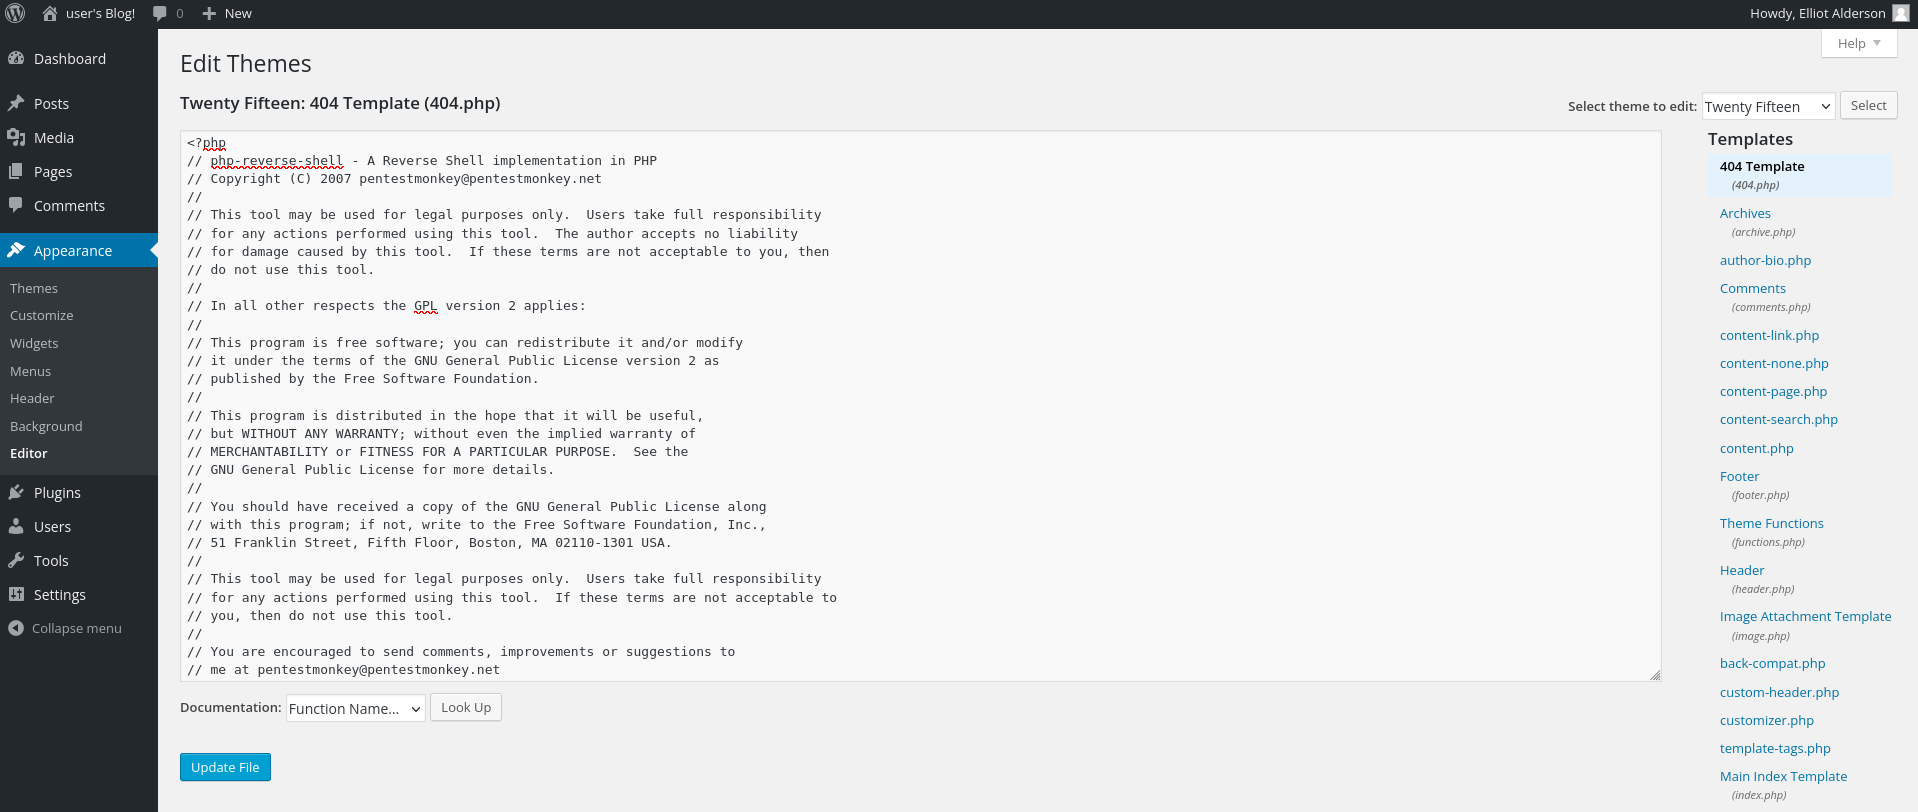 user's Blog!
0
New
Howdy, Elliot Alderson
Help
Dashboard
Posts
Media
Pages
Comments
Appearance
Themes
Customize
Widgets
Menus
Header
Background
Editor
Plugins
Users
Tools
Settings
Collapse menu
Edit Themes
Twenty Fifteen: 404 Template (404.php)
Select theme to edit: Twenty Fifteen Select
<?php
// php-reverse-shell - A Reverse Shell implementation in PHP
// Copyright (C) 2007 pentestmonkey@pentestmonkey.net
//
// This tool may be used for legal purposes only.  Users take full responsibility
// for any actions performed using this tool.  The author accepts no liability
// for damage caused by this tool.  If these terms are not acceptable to you, then
// do not use this tool.
//
// In all other respects the GPL version 2 applies:
//
// This program is free software; you can redistribute it and/or modify
// it under the terms of the GNU General Public License version 2 as
// published by the Free Software Foundation.
//
// This program is distributed in the hope that it will be useful,
// but WITHOUT ANY WARRANTY; without even the implied warranty of
// MERCHANTABILITY or FITNESS FOR A PARTICULAR PURPOSE.  See the
// GNU General Public License for more details.
//
// You should have received a copy of the GNU General Public License along
// with this program; if not, write to the Free Software Foundation, Inc.,
// 51 Franklin Street, Fifth Floor, Boston, MA 02110-1301 USA.
//
// This tool may be used for legal purposes only.  Users take full responsibility
// for any actions performed using this tool.  If these terms are not acceptable to
// you, then do not use this tool.
//
// You are encouraged to send comments, improvements or suggestions to
// me at pentestmonkey@pentestmonkey.net
Documentation: Function Name... Look Up
Update File
Templates
404 Template
(404.php)
Archives
(archive.php)
author-bio.php
Comments
(comments.php)
content-link.php
content-none.php
content-page.php
content-search.php
content.php
Footer
(footer.php)
Theme Functions
(functions.php)
Header
(header.php)
Image Attachment Template
(image.php)
back-compat.php
custom-header.php
customizer.php
template-tags.php
Main Index Template
(index.php)